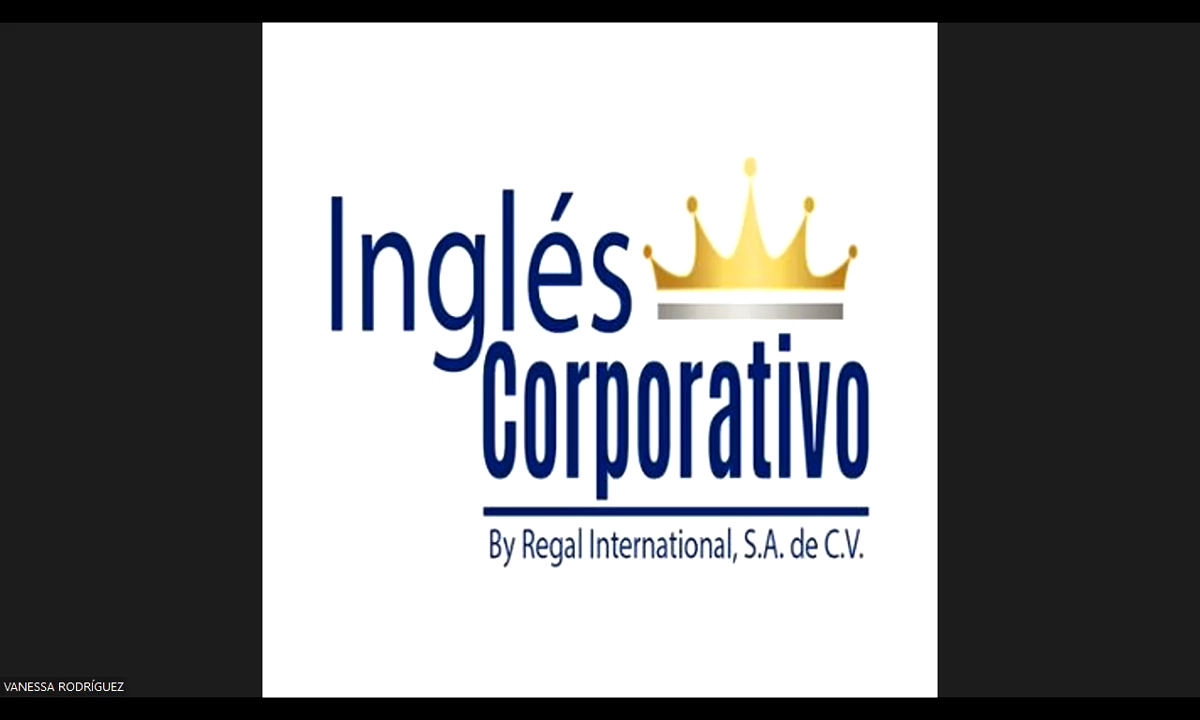 Inglés
Corporativo
By Regal International, S.A. de C.V.
VANESSA RODRÍGUEZ